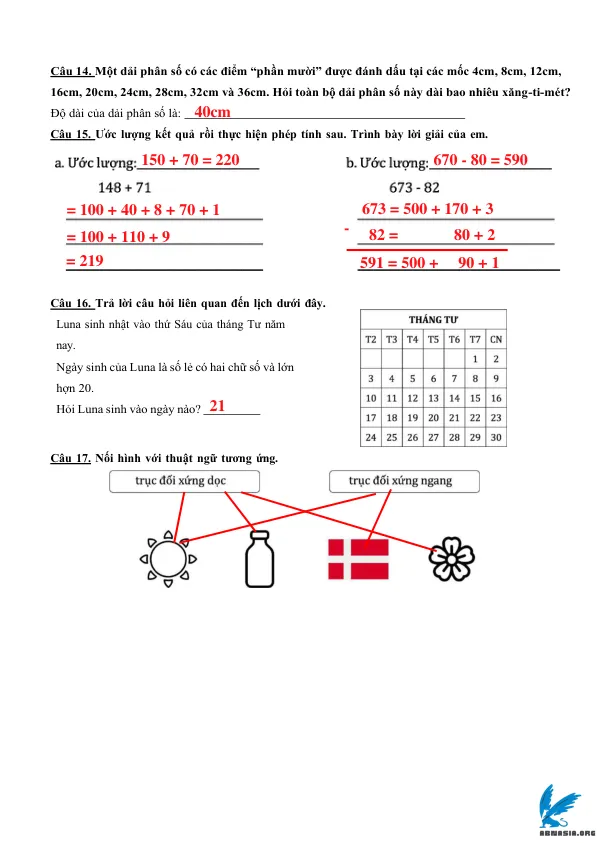 Câu 14. Một dải phân số có các điểm “phần mười” được đánh dấu tại các mốc 4cm, 8cm, 12cm,
16cm, 20cm, 24cm, 28cm, 32cm và 36cm. Hỏi toàn bộ dải phân số này dài bao nhiêu xăng-ti-mét?
Độ dài của dải phân số là: 40cm
Câu 15. Ước lượng kết quả rồi thực hiện phép tính sau. Trình bày lời giải của em.
a. Ước lượng: 150 + 70 = 220
148 + 71
= 100 + 40 + 8 + 70 + 1
= 100 + 110 + 9
= 219
b. Ước lượng: 670 - 80 = 590
673 - 82
673 = 500 + 170 + 3
-
82 = 80 + 2
591 = 500 + 90 + 1
Câu 16. Trả lời câu hỏi liên quan đến lịch dưới đây.
Luna sinh nhật vào thứ Sáu của tháng Tư năm
nay.
Ngày sinh của Luna là số lẻ có hai chữ số và lớn
hơn 20.
Hỏi Luna sinh vào ngày nào? 21
THÁNG TƯ
T2 T3 T4 T5 T6 T7 CN
1 2
3 4 5 6 7 8 9
10 11 12 13 14 15 16
17 18 19 20 21 22 23
24 25 26 27 28 29 30
Câu 17. Nối hình với thuật ngữ tương ứng.
trục đối xứng dọc
trục đối xứng ngang
ABNASIA.ORG